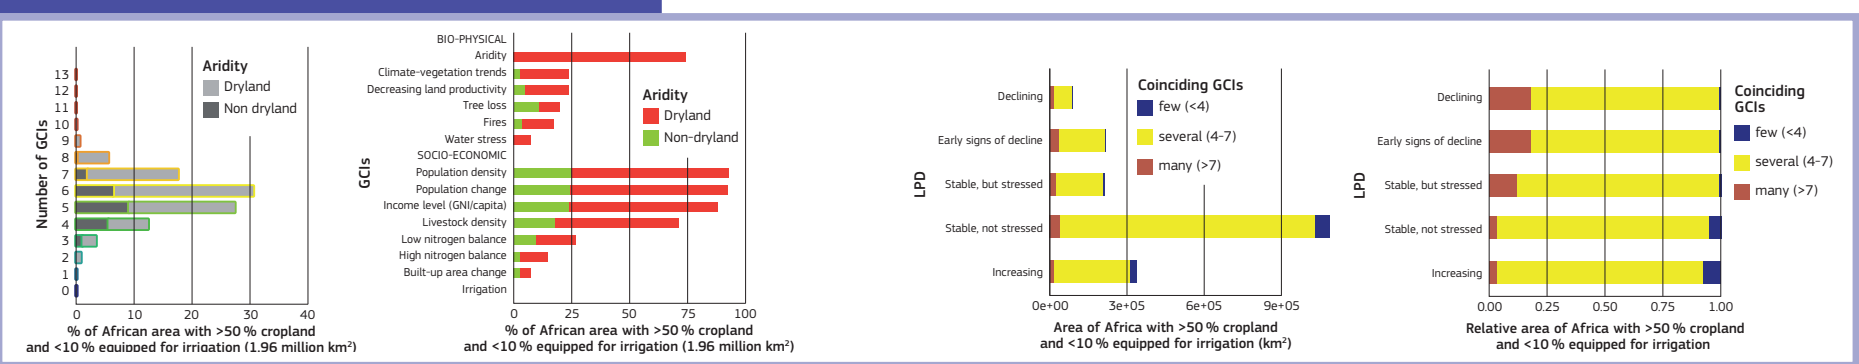 Number of GCIs
13
12
11
10
9
8
7
6
5
4
3
2
1
0
Aridity
Dryland
Non dryland
0 10 20 30 40
% of African area with >50 % cropland
and <10 % equipped for irrigation (1.96 million km²)
GCIs
BIO-PHYSICAL
Aridity
Climate-vegetation trends
Decreasing land productivity
Tree loss
Fires
Water stress
SOCIO-ECONOMIC
Population density
Population change
Income level (GNI/capita)
Livestock density
Low nitrogen balance
High nitrogen balance
Built-up area change
Irrigation
Aridity
Dryland
Non-dryland
0 25 50 75 100
% of African area with >50 % cropland
and <10 % equipped for irrigation (1.96 million km²)
LPD
Declining
Early signs of decline
Stable, but stressed
Stable, not stressed
Increasing
Coinciding GCIs
few (<4)
several (4-7)
many (>7)
0e+00 3e+05 6e+05 9e+05
Area of Africa with >50 % cropland
and <10 % equipped for irrigation (km²)
LPD
Declining
Early signs of decline
Stable, but stressed
Stable, not stressed
Increasing
Coinciding
GCIs
few (<4)
several (4-7)
many (>7)
0.00 0.25 0.50 0.75 1.00
Relative area of Africa with >50 % cropland
and <10 % equipped for irrigation